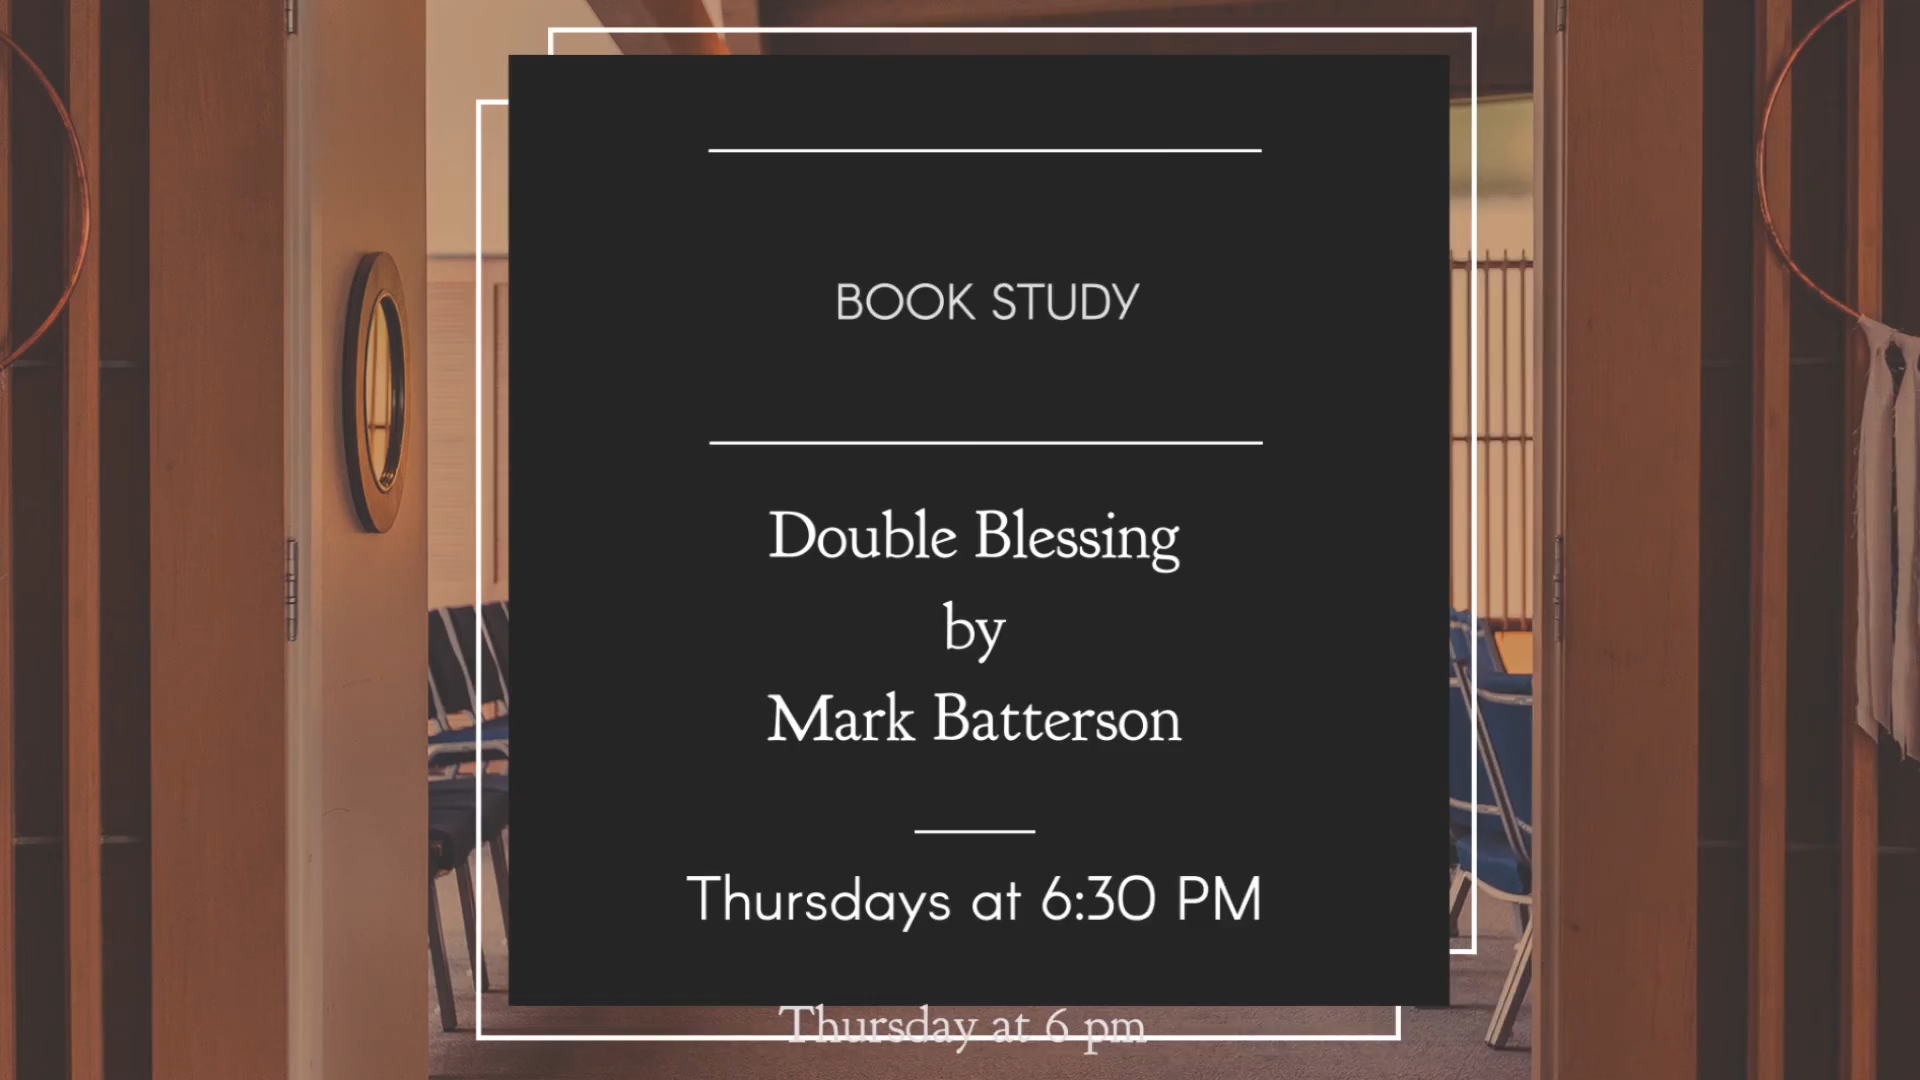 BOOK STUDY
Double Blessing
by
Mark Batterson
Thursdays at 6:30 PM
Thursday at 6 pm